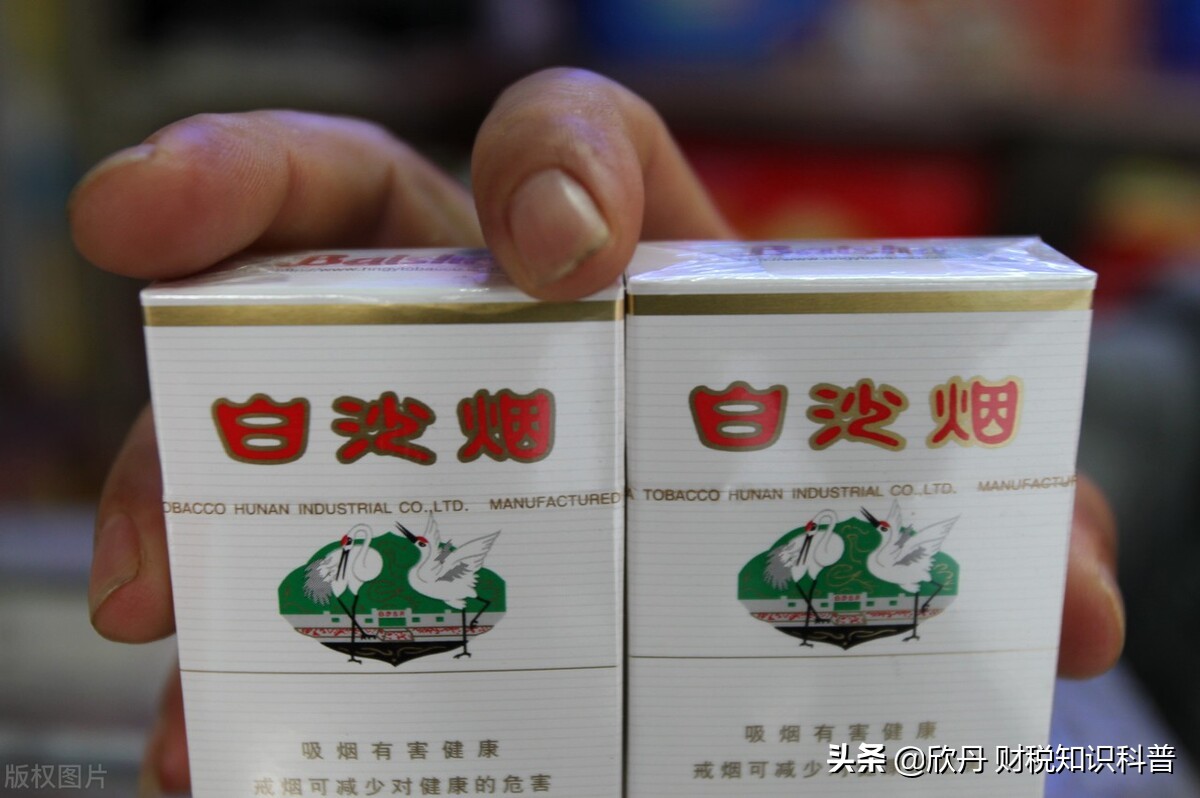 白沙烟
白沙烟
OBACCO HUNAN INDUSTRIAL CO.,LTD. MANUFACTURED
A TOBACCO HUNAN INDUSTRIAL CO.,LTD. MANUFACTUR
吸烟有害健康
戒烟可减少对健康的危害
吸烟有害健康
戒烟可减少
头条 @欣丹 财税知识科普
版权图片